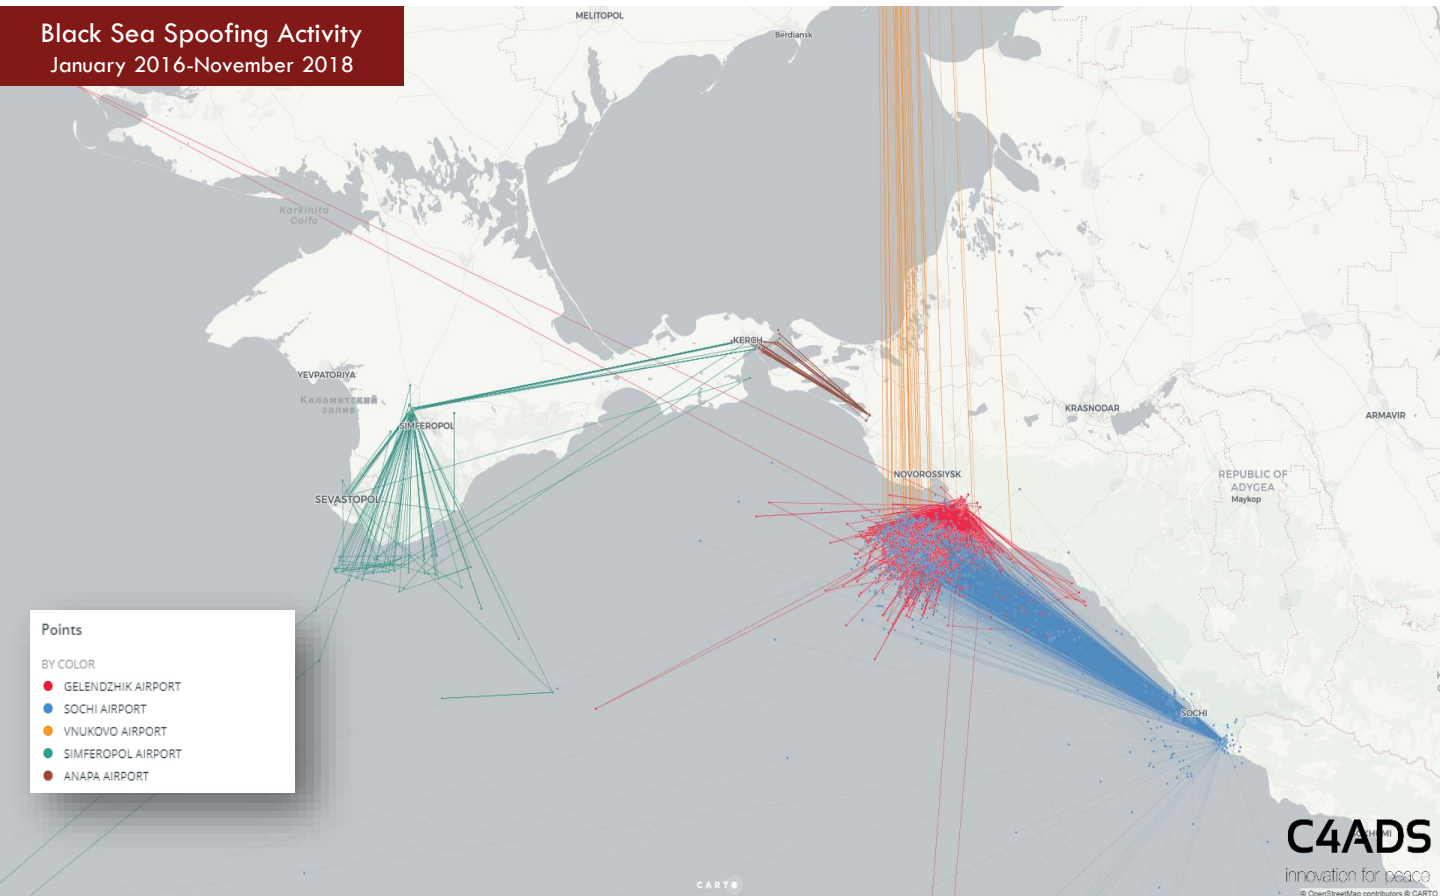 Black Sea Spoofing Activity
January 2016-November 2018
MELITOPOL
Berdiansk
Karkinita
Golfo
KERCH
YEVPATORIYA
Каламитский
залив
SIMFEROPOL
KRASNODAR
ARMAVIR
NOVOROSSIYSK
REPUBLIC OF
ADYGEA
Maykop
SEVASTOPOL
SOCHI
Points
BY COLOR
GELENDZHIK AIRPORT
SOCHI AIRPORT
VNUKOVO AIRPORT
SIMFEROPOL AIRPORT
ANAPA AIRPORT
C4ADS
innovation for peace
CARTO
© OpenStreetMap contributors © CARTO